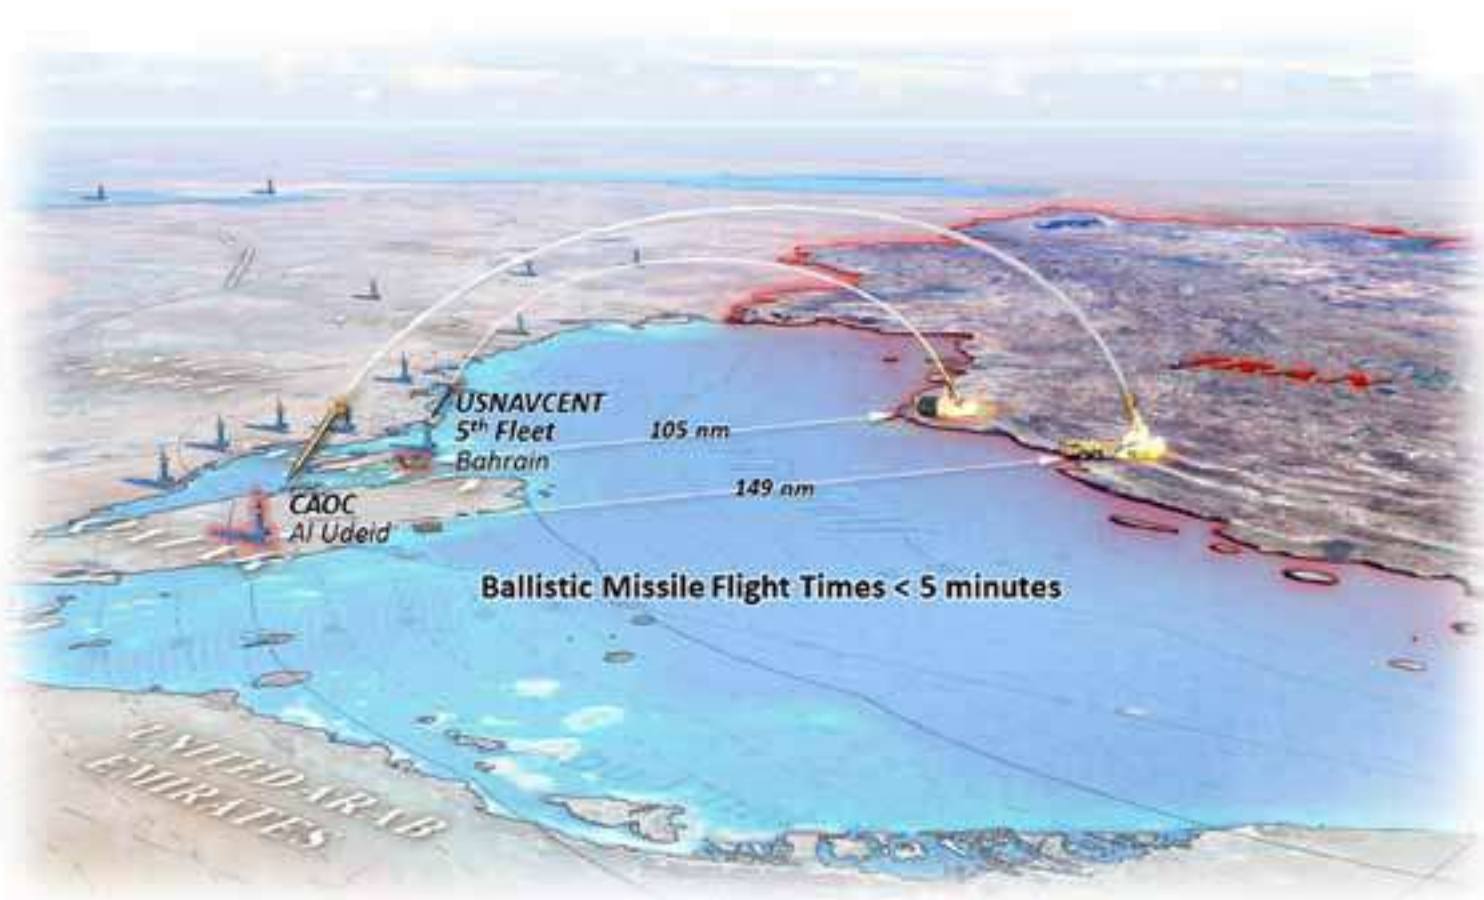 USNAVCENT
5th Fleet
Bahrain
105 nm
149 nm
CAOC
Al Udeid
Ballistic Missile Flight Times < 5 minutes
UNITED ARAB
EMIRATES